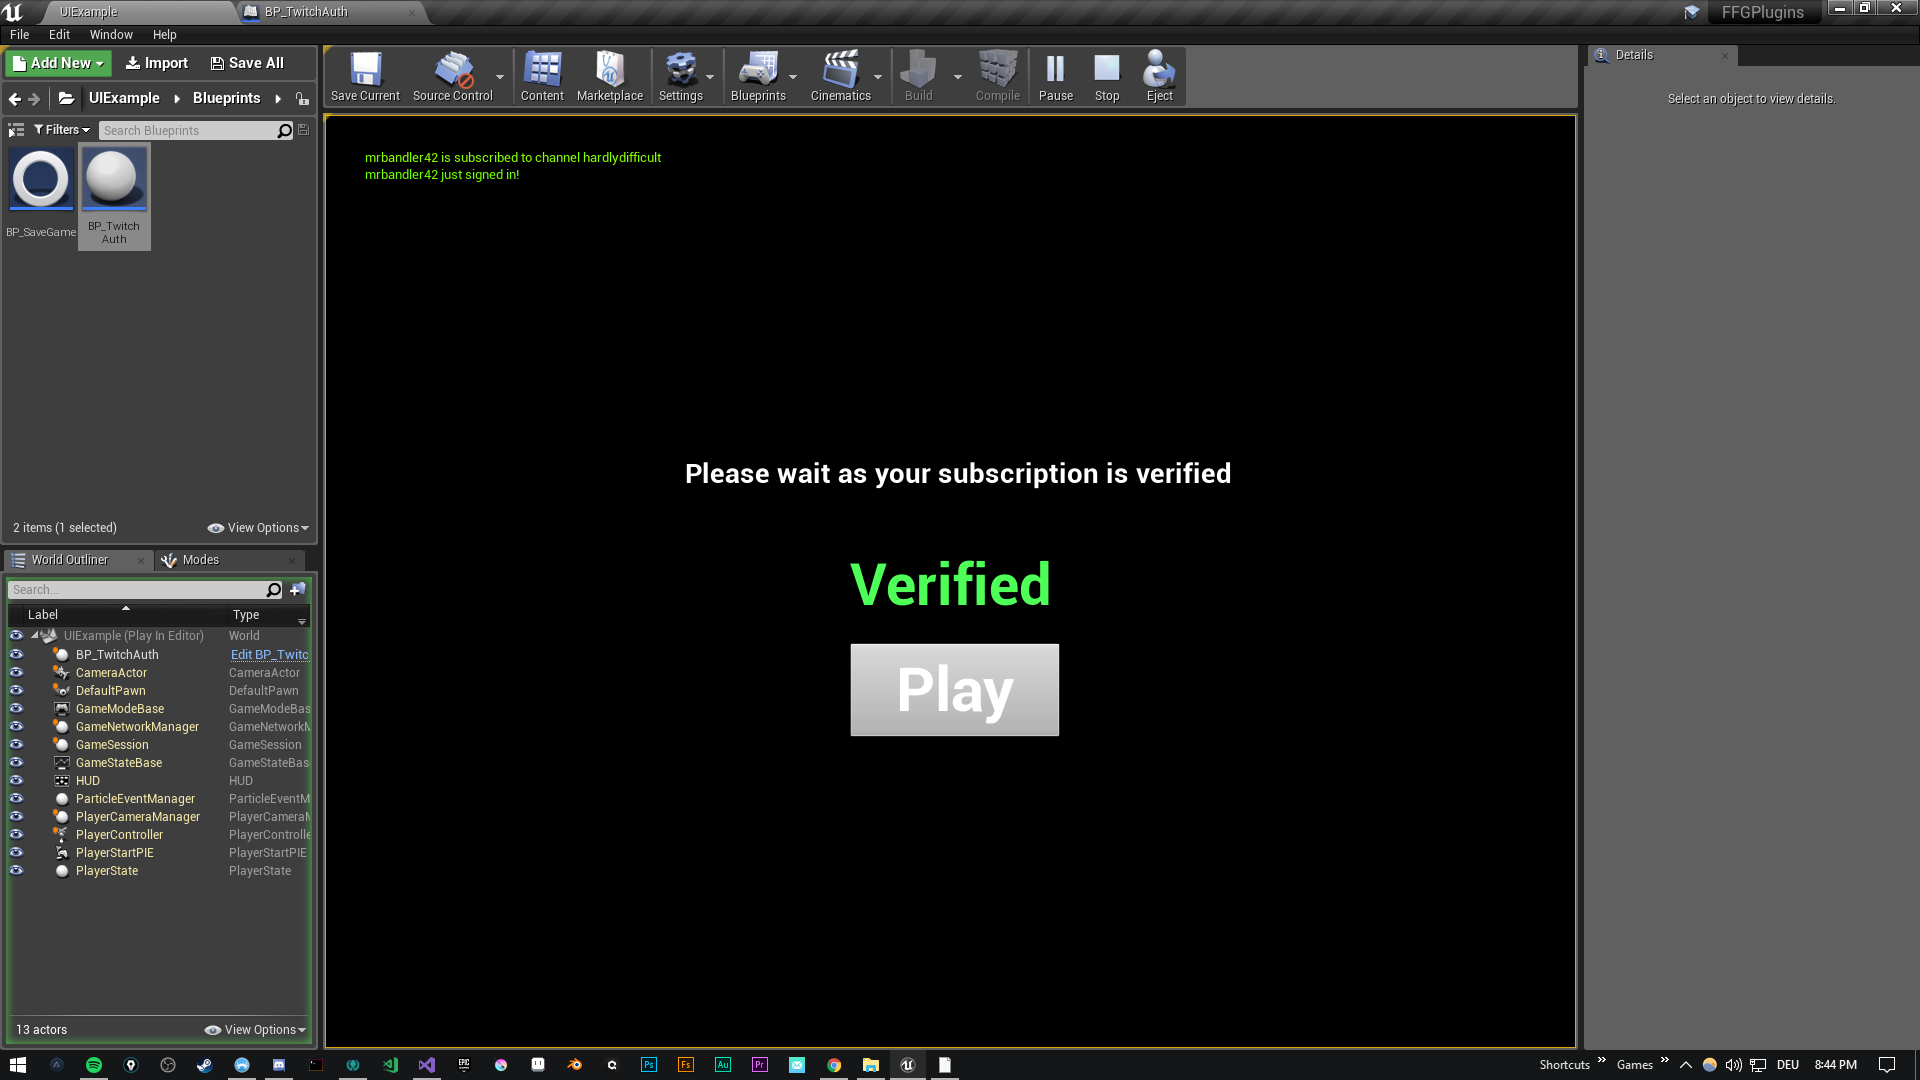 UIExample
BP_TwitchAuth
FFGPlugins
File Edit Window Help
Add New Import Save All
UIExample Blueprints
Filters Search Blueprints
BP_SaveGame
BP_Twitch
Auth
2 items (1 selected) View Options
Save Current Source Control Content Marketplace Settings Blueprints Cinematics Build Compile Pause Stop Eject
mrbandler42 is subscribed to channel hardlydifficult
mrbandler42 just signed in!
Please wait as your subscription is verified
Verified
Play
Details
Select an object to view details.
World Outliner Modes
Search...
Label Type
UIExample (Play In Editor) World
BP_TwitchAuth Edit BP_Twitc
CameraActor CameraActor
DefaultPawn DefaultPawn
GameModeBase GameModeBas
GameNetworkManager GameNetworkM
GameSession GameSession
GameStateBase GameStateBas
HUD HUD
ParticleEventManager ParticleEventM
PlayerCameraManager PlayerCameraM
PlayerController PlayerControlle
PlayerStartPIE PlayerStartPIE
PlayerState PlayerState
13 actors View Options
EPIC Ps Fs Au Pr
Shortcuts Games DEU 8:44 PM